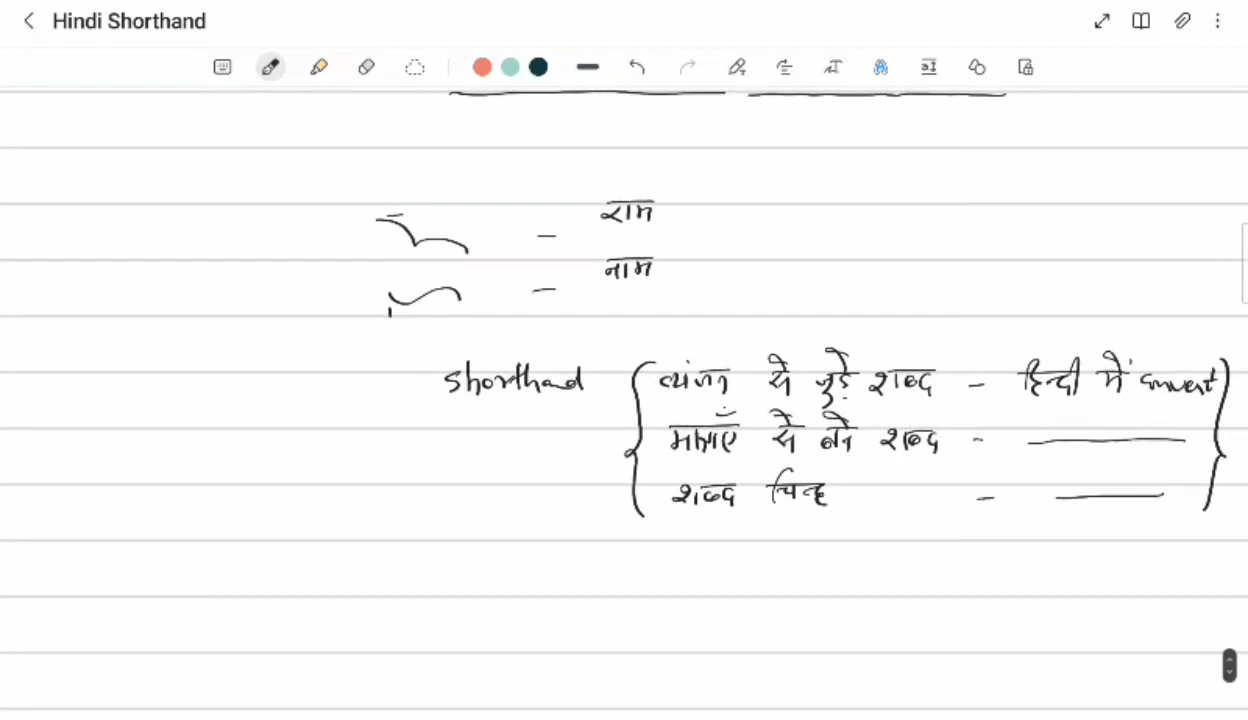 Hindi Shorthand
– राम
– नाम
Shorthand { व्यंजन से जुड़े शब्द – हिन्दी में convert }
मात्राएं से बने शब्द -
शब्द चिन्ह –